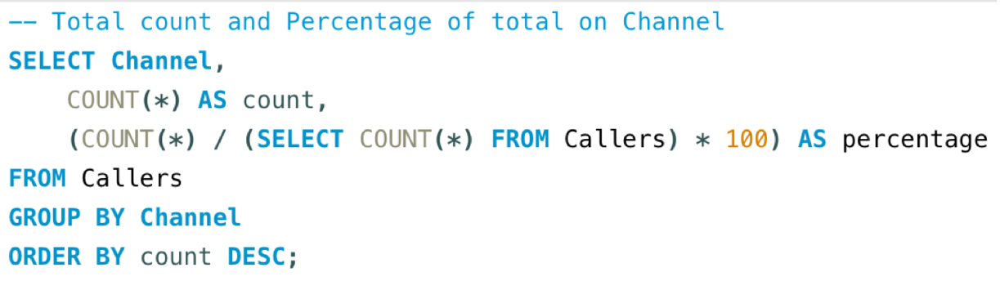 -- Total count and Percentage of total on Channel
SELECT Channel,
    COUNT(*) AS count,
    (COUNT(*) / (SELECT COUNT(*) FROM Callers) * 100) AS percentage
FROM Callers
GROUP BY Channel
ORDER BY count DESC;